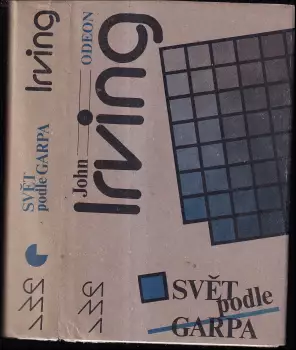 Irving
SVĚT
podle GARPA
John
Irving
ODEON
SVĚT
podle
GARPA